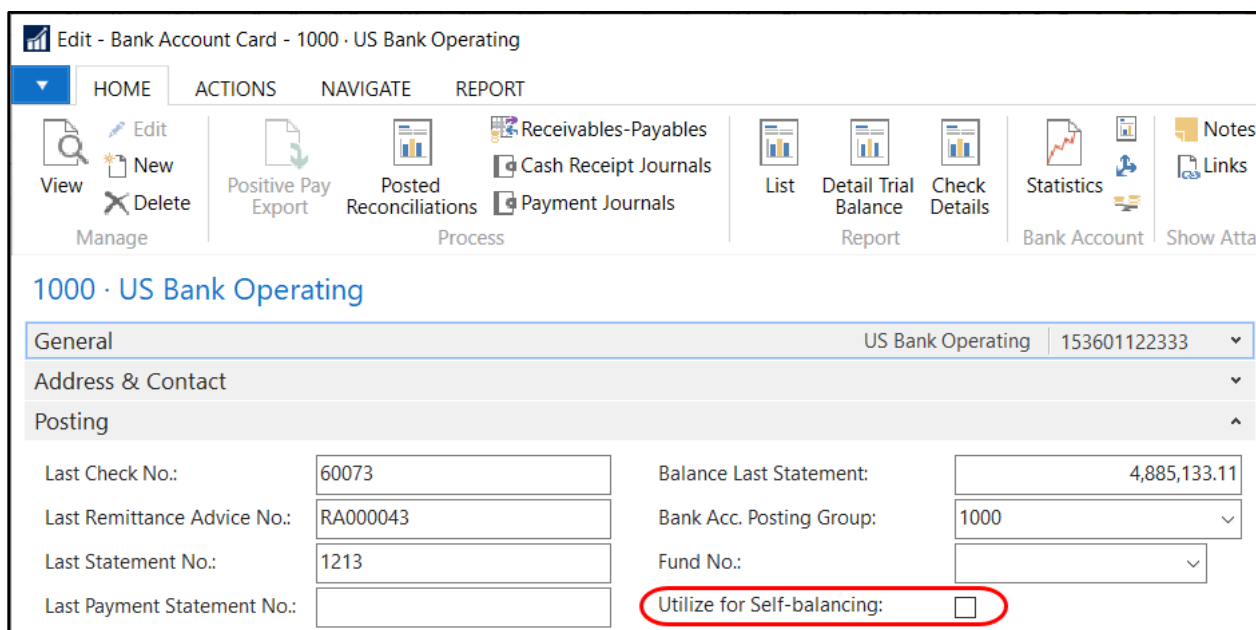 Edit - Bank Account Card - 1000 · US Bank Operating
HOME ACTIONS NAVIGATE REPORT
View
Edit
New
Delete
Manage
Positive Pay
Export
Posted
Reconciliations
Receivables-Payables
Cash Receipt Journals
Payment Journals
Process
List
Detail Trial
Balance
Check
Details
Report
Statistics
Bank Account
Notes
Links
Show Atta
1000 · US Bank Operating
General US Bank Operating 153601122333
Address & Contact
Posting
Last Check No.: 60073 Balance Last Statement: 4,885,133.11
Last Remittance Advice No.: RA000043 Bank Acc. Posting Group: 1000
Last Statement No.: 1213 Fund No.:
Last Payment Statement No.: Utilize for Self-balancing: